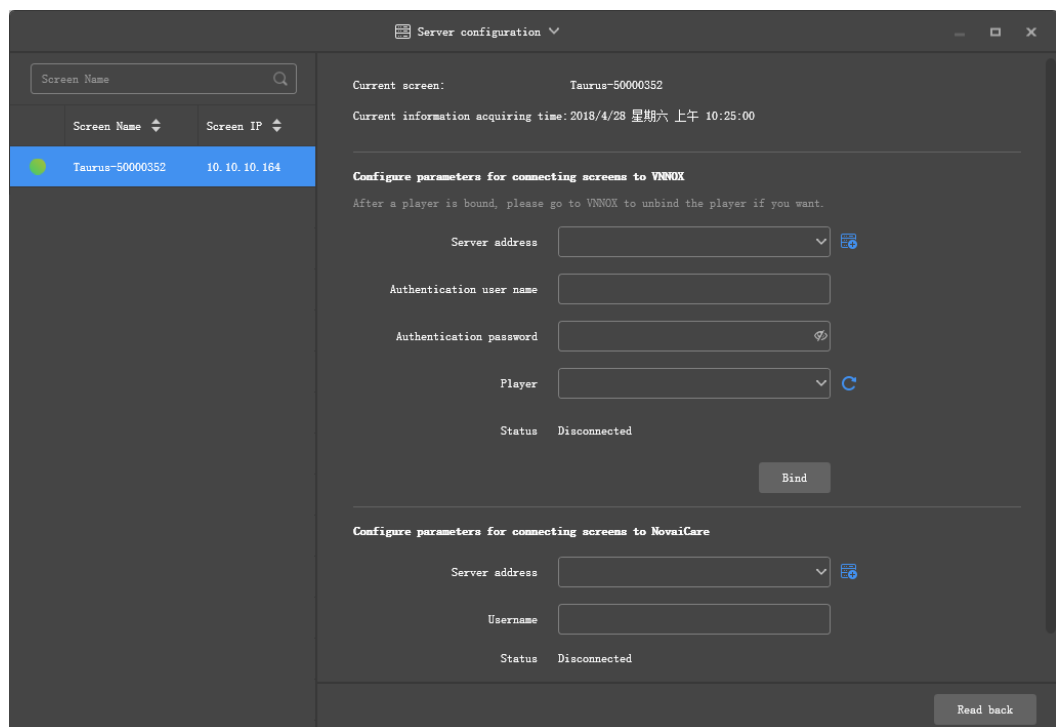 Server configuration
Screen Name
Screen Name Screen IP
Taurus-50000352 10.10.10.164
Current screen: Taurus-50000352
Current information acquiring time: 2018/4/28 星期六 上午 10:25:00
Configure parameters for connecting screens to VNNOX
After a player is bound, please go to VNNOX to unbind the player if you want.
Server address
Authentication user name
Authentication password
Player
Status Disconnected
Bind
Configure parameters for connecting screens to NovaiCare
Server address
Username
Status Disconnected
Read back